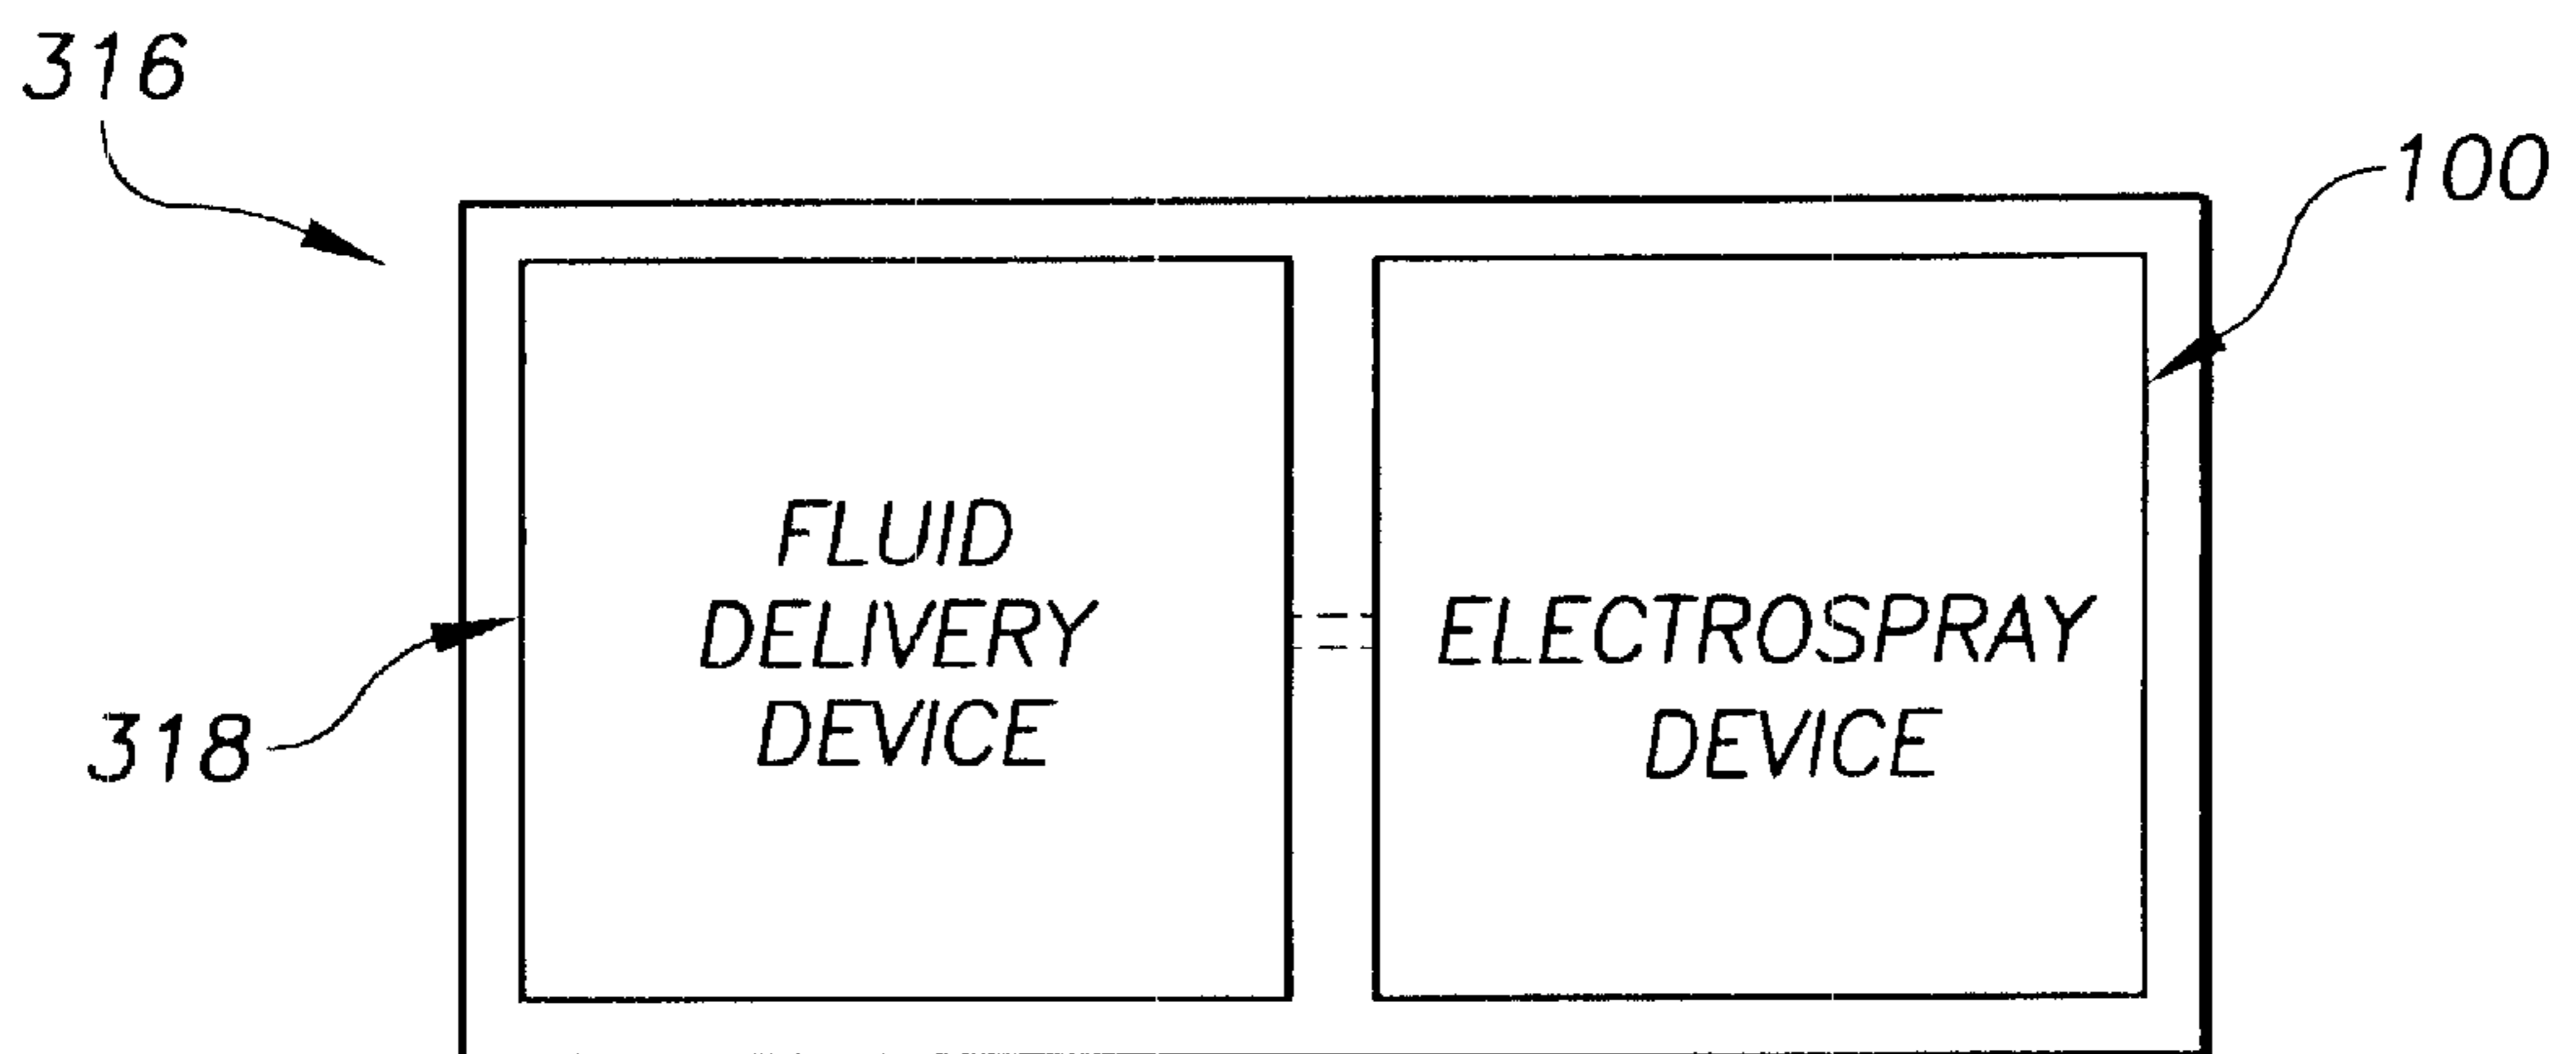 316
100
FLUID
DELIVERY
DEVICE
ELECTROSPRAY
DEVICE
318